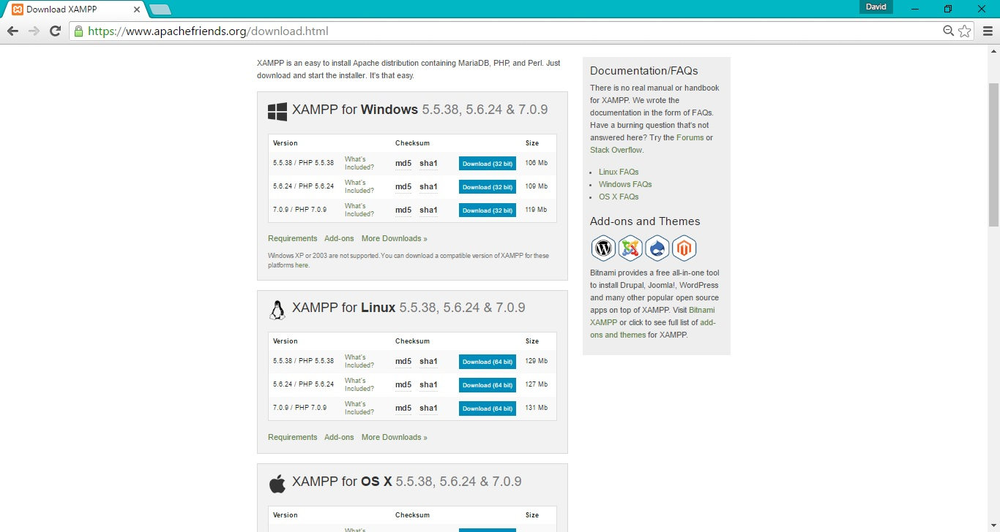 Download XAMPP
David
https://www.apachefriends.org/download.html
XAMPP is an easy to install Apache distribution containing MariaDB, PHP, and Perl. Just
download and start the installer. It's that easy.
XAMPP for Windows 5.5.38, 5.6.24 & 7.0.9
Version Checksum Size
5.5.38 / PHP 5.5.38 What's Included? md5 sha1 Download (32 bit) 106 Mb
5.6.24 / PHP 5.6.24 What's Included? md5 sha1 Download (32 bit) 109 Mb
7.0.9 / PHP 7.0.9 What's Included? md5 sha1 Download (32 bit) 119 Mb
Requirements Add-ons More Downloads »
Windows XP or 2003 are not supported. You can download a compatible version of XAMPP for these
platforms here.
XAMPP for Linux 5.5.38, 5.6.24 & 7.0.9
Version Checksum Size
5.5.38 / PHP 5.5.38 What's Included? md5 sha1 Download (64 bit) 129 Mb
5.6.24 / PHP 5.6.24 What's Included? md5 sha1 Download (64 bit) 127 Mb
7.0.9 / PHP 7.0.9 What's Included? md5 sha1 Download (64 bit) 131 Mb
Requirements Add-ons More Downloads »
XAMPP for OS X 5.5.38, 5.6.24 & 7.0.9
Version Checksum Size
What's
Documentation/FAQs
There is no real manual or handbook
for XAMPP. We wrote the
documentation in the form of FAQs.
Have a burning question that's not
answered here? Try the Forums or
Stack Overflow.
• Linux FAQs
• Windows FAQs
• OS X FAQs
Add-ons and Themes
Bitnami provides a free all-in-one tool
to install Drupal, Joomla!, WordPress
and many other popular open source
apps on top of XAMPP. Visit Bitnami
XAMPP or click to see full list of add-
ons and themes for XAMPP.